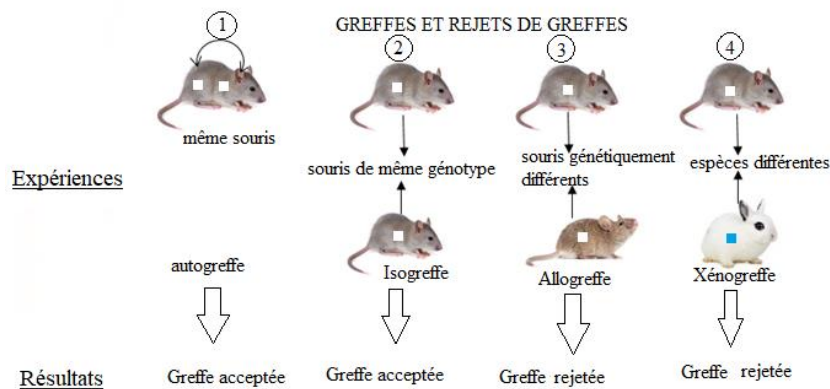 GREFFES ET REJETS DE GREFFES
1
2
3
4
même souris
souris de même génotype
souris génétiquement
différents
espèces différentes
Expériences
autogreffe
Isogreffe
Allogreffe
Xénogreffe
Résultats
Greffe acceptée
Greffe acceptée
Greffe rejetée
Greffe rejetée